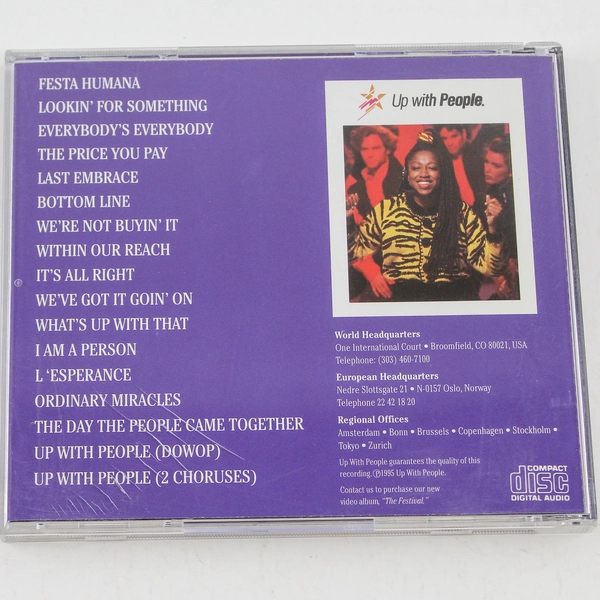 FESTA HUMANA
LOOKIN' FOR SOMETHING
EVERYBODY'S EVERYBODY
THE PRICE YOU PAY
LAST EMBRACE
BOTTOM LINE
WE'RE NOT BUYIN' IT
WITHIN OUR REACH
IT'S ALL RIGHT
WE'VE GOT IT GOIN' ON
WHAT'S UP WITH THAT
I AM A PERSON
L 'ESPERANCE
ORDINARY MIRACLES
THE DAY THE PEOPLE CAME TOGETHER
UP WITH PEOPLE (DOWOP)
UP WITH PEOPLE (2 CHORUSES)
Up with People.
World Headquarters
One International Court • Broomfield, CO 80021, USA
Telephone: (303) 460-7100
European Headquarters
Nedre Slottsgate 21 • N-0157 Oslo, Norway
Telephone 22 42 18 20
Regional Offices
Amsterdam • Bonn • Brussels • Copenhagen • Stockholm •
Tokyo • Zurich
Up With People guarantees the quality of this
recording. ℗1995 Up With People.
Contact us to purchase our new
video album, "The Festival."
COMPACT
disc
DIGITAL AUDIO